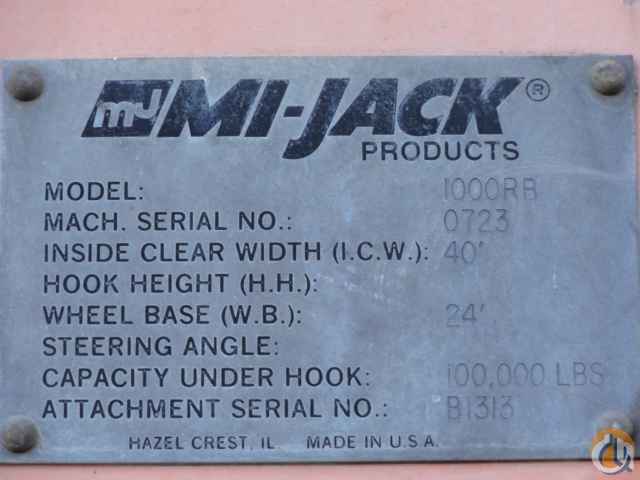 mJ MI-JACK®
PRODUCTS
MODEL: 1000RB
MACH. SERIAL NO.: 0723
INSIDE CLEAR WIDTH (I.C.W.): 40'
HOOK HEIGHT (H.H.):
WHEEL BASE (W.B.): 24'
STEERING ANGLE:
CAPACITY UNDER HOOK: 100,000 LBS
ATTACHMENT SERIAL NO.: B1313
HAZEL CREST, IL MADE IN U.S.A.